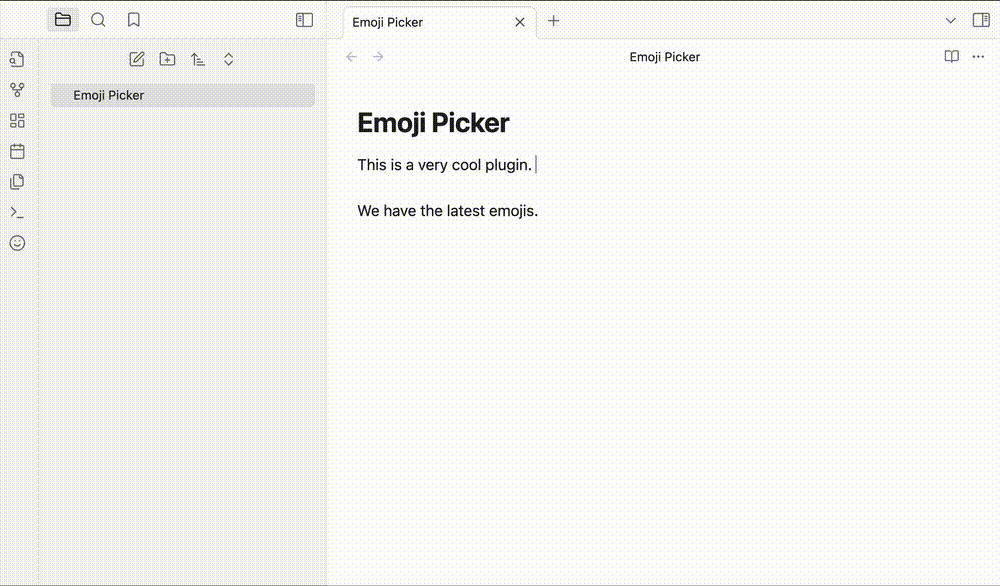 Emoji Picker
Emoji Picker
Emoji Picker
Emoji Picker
This is a very cool plugin.
We have the latest emojis.